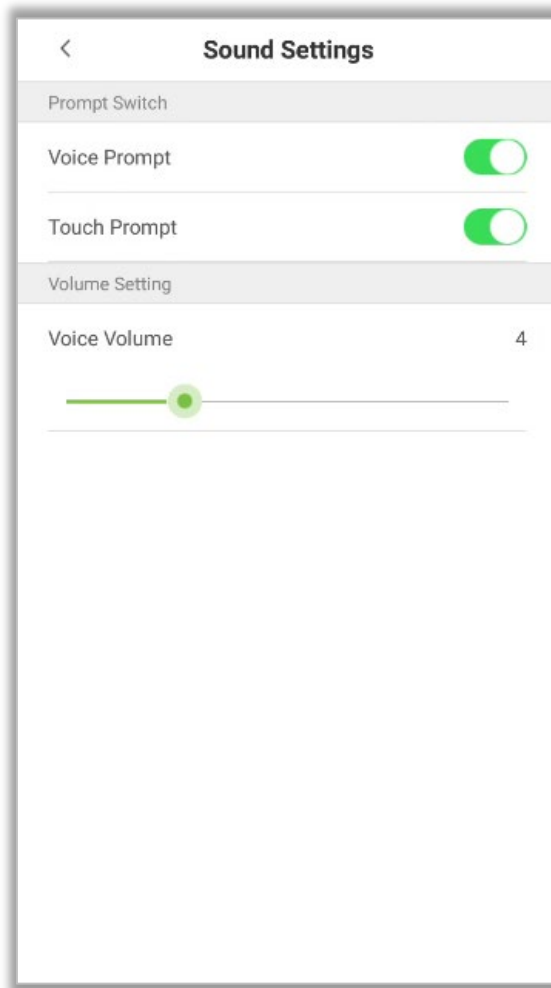 Sound Settings
Prompt Switch
Voice Prompt
Touch Prompt
Volume Setting
Voice Volume 4